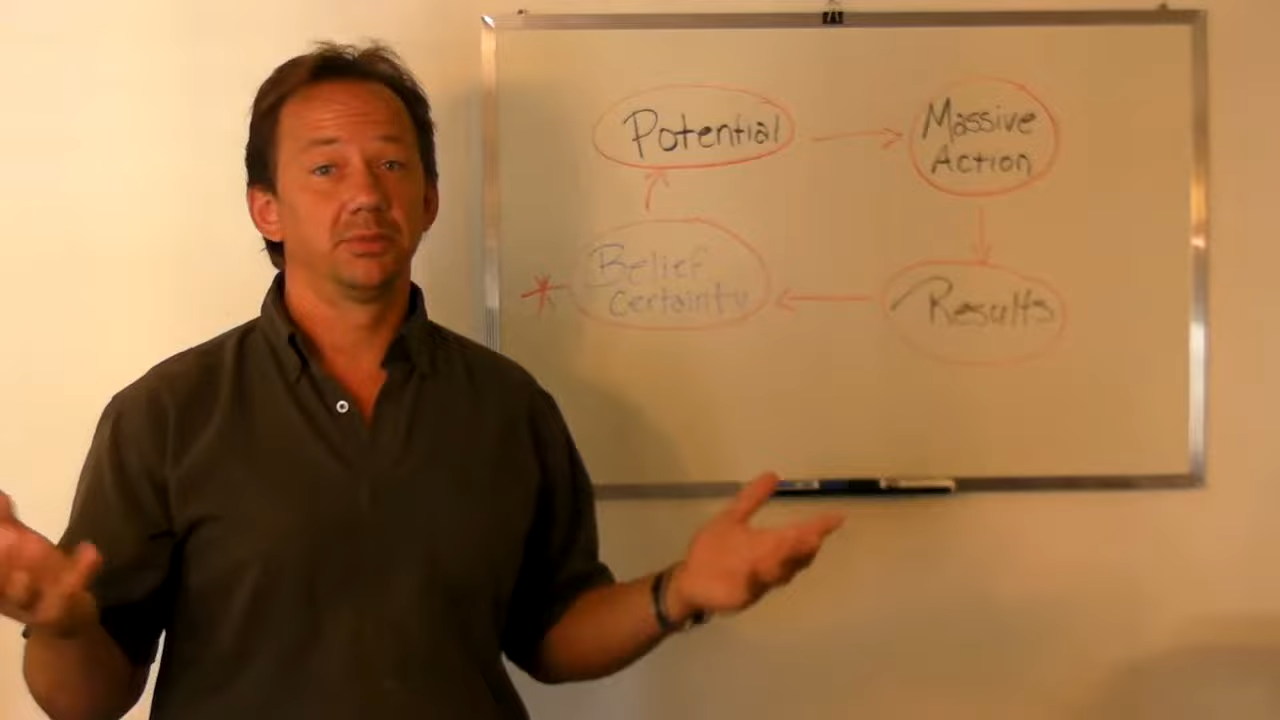 Potential
Massive
Action
Belief
Certainty
Results